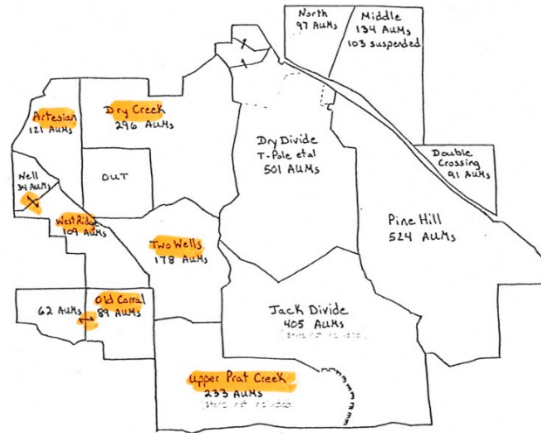 North
97 AUMs
Middle
134 AUMs
103 suspended
Artesian
121 AUMs
Dry Creek
296 AUMs
Dry Divide
T-Pole etal
501 AUMs
Double
Crossing
91 AUMs
Well
34 AUMs
OUT
West Ridge
109 AUMs
Two Wells
178 AUMs
Pine Hill
524 AUMs
62 AUMs
Old Corral
89 AUMs
Jack Divide
405 AUMs
Upper Prat Creek
233 AUMs